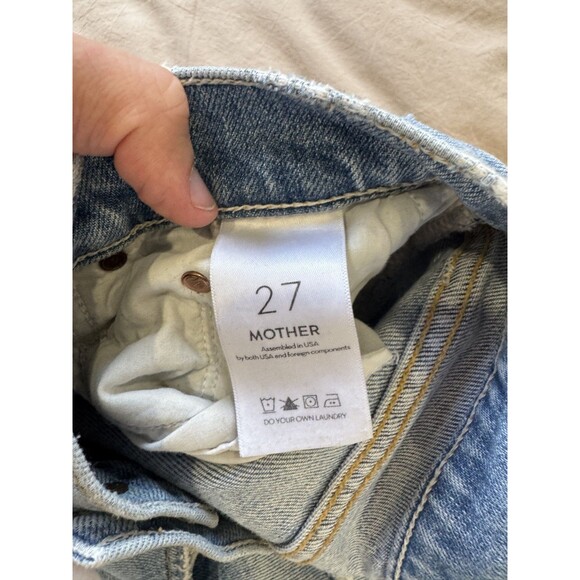 27
MOTHER
Assembled in USA
by both USA and foreign components
DO YOUR OWN LAUNDRY